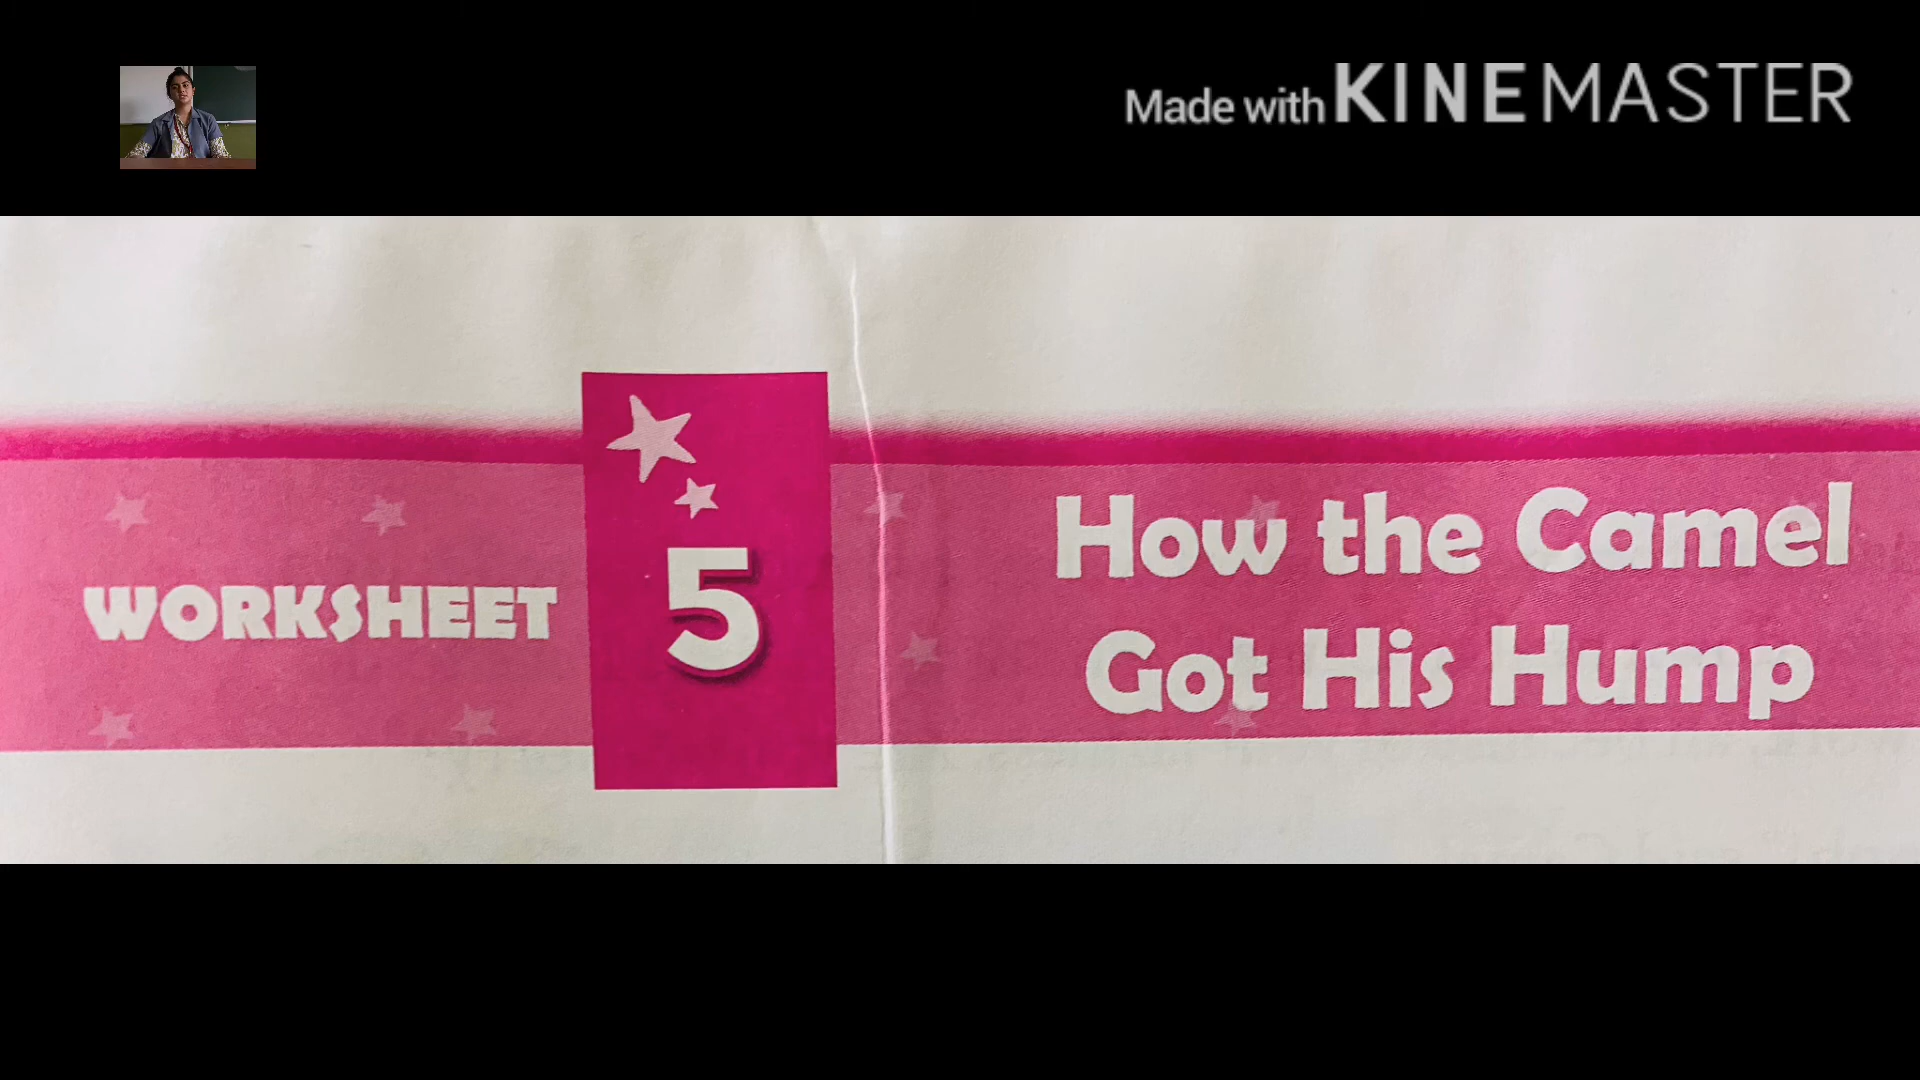 Made with KINEMASTER
WORKSHEET
5
How the Camel
Got His Hump